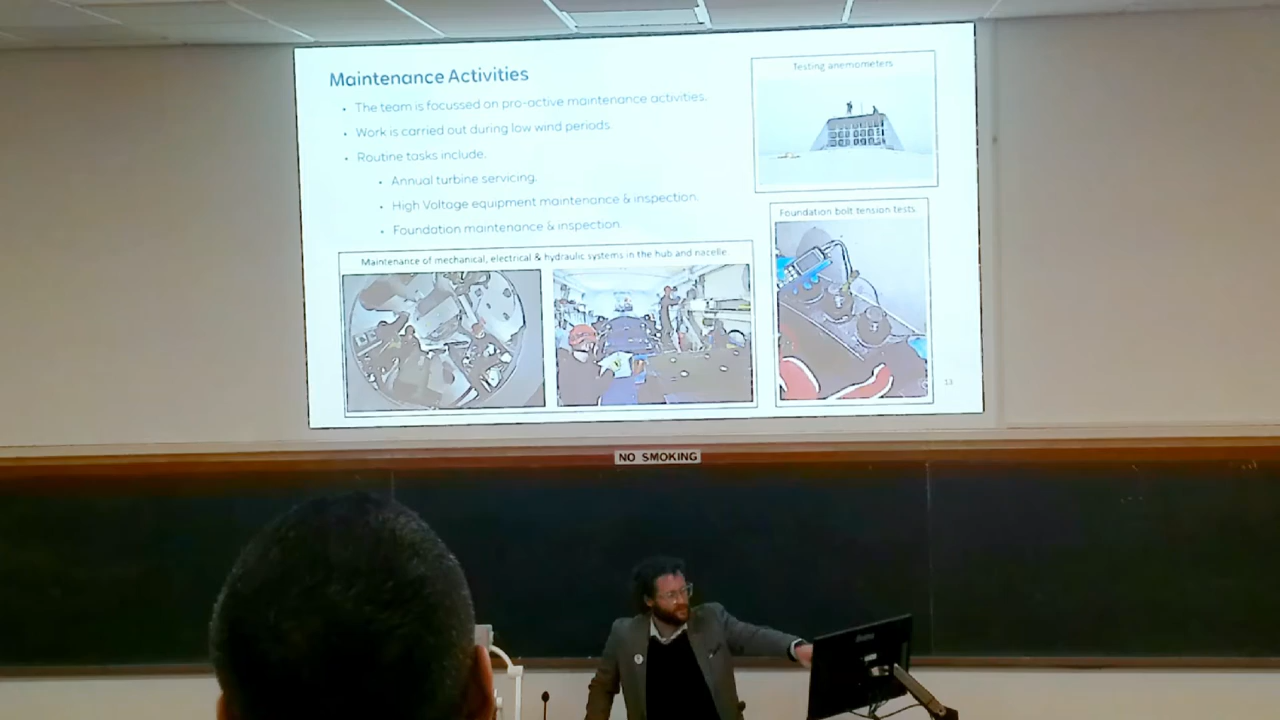 Maintenance Activities
• The team is focussed on pro-active maintenance activities.
• Work is carried out during low wind periods.
• Routine tasks include.
• Annual turbine servicing.
• High Voltage equipment maintenance & inspection.
• Foundation maintenance & inspection.
Testing anemometers
Foundation bolt tension tests
Maintenance of mechanical, electrical & hydraulic systems in the hub and nacelle
13
NO SMOKING